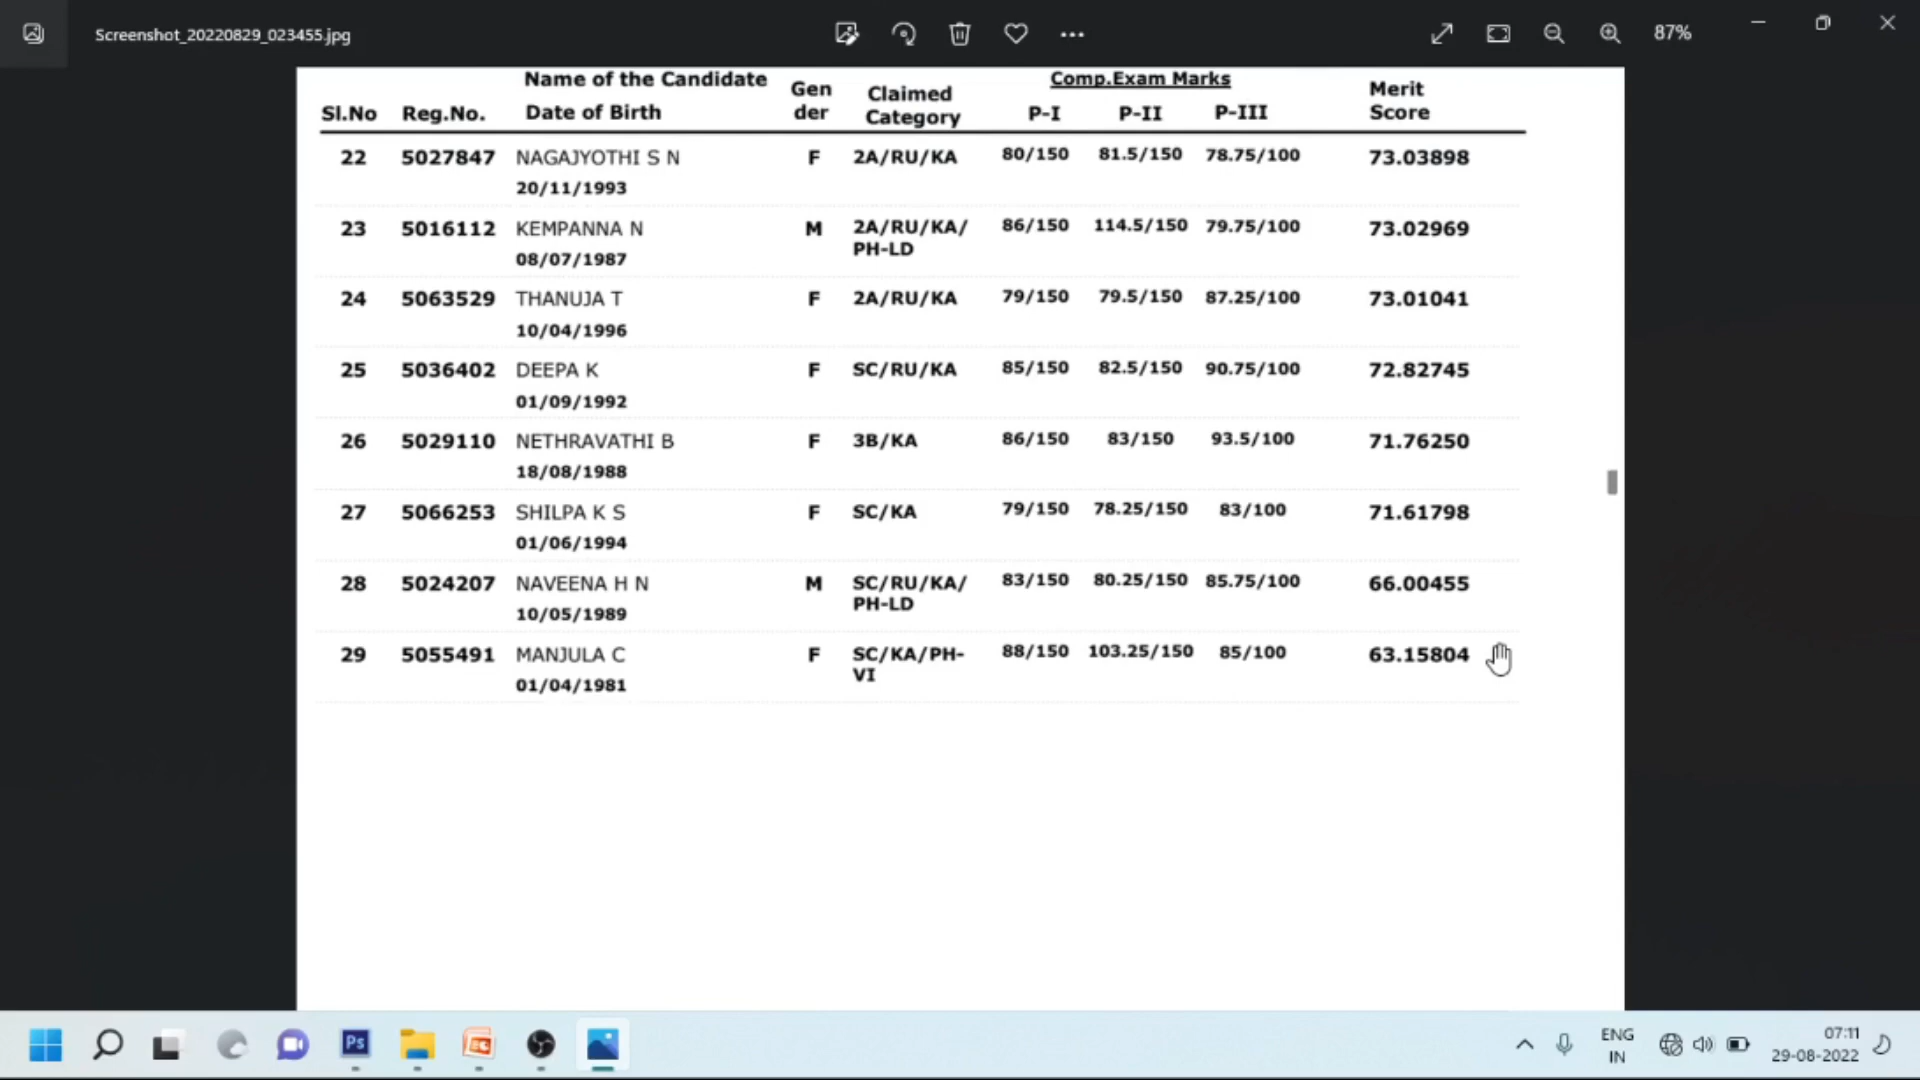 Screenshot_20220829_023455.jpg
87%
Sl.No Reg.No. Name of the Candidate Date of Birth Gen der Claimed Category Comp.Exam Marks P-I P-II P-III Merit Score
22 5027847 NAGAJYOTHI S N F 2A/RU/KA 80/150 81.5/150 78.75/100 73.03898
20/11/1993
23 5016112 KEMPANNA N M 2A/RU/KA/ 86/150 114.5/150 79.75/100 73.02969
PH-LD
08/07/1987
24 5063529 THANUJA T F 2A/RU/KA 79/150 79.5/150 87.25/100 73.01041
10/04/1996
25 5036402 DEEPA K F SC/RU/KA 85/150 82.5/150 90.75/100 72.82745
01/09/1992
26 5029110 NETHRAVATHI B F 3B/KA 86/150 83/150 93.5/100 71.76250
18/08/1988
27 5066253 SHILPA K S F SC/KA 79/150 78.25/150 83/100 71.61798
01/06/1994
28 5024207 NAVEENA H N M SC/RU/KA/ 83/150 80.25/150 85.75/100 66.00455
PH-LD
10/05/1989
29 5055491 MANJULA C F SC/KA/PH- 88/150 103.25/150 85/100 63.15804
VI
01/04/1981
Ps
ENG
IN
07:11
29-08-2022